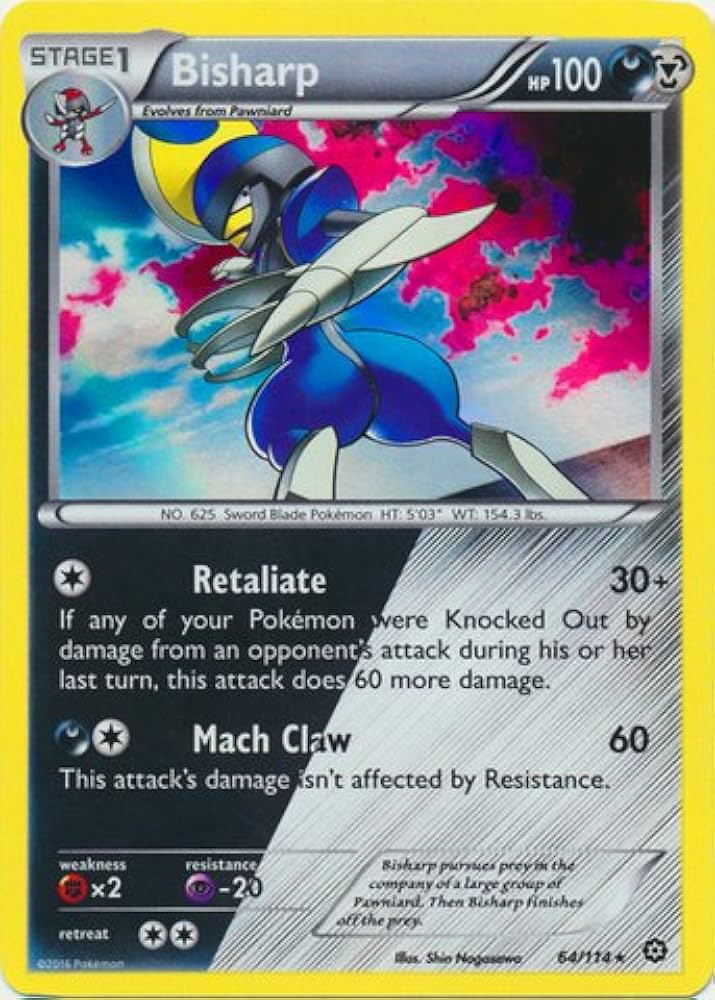 STAGE1
Bisharp
HP100
Evolves from Pawniard
NO. 625 Sword Blade Pokémon HT: 5'03" WT: 154.3 lbs.
Retaliate 30+
If any of your Pokémon were Knocked Out by
damage from an opponent's attack during his or her
last turn, this attack does 60 more damage.
Mach Claw 60
This attack's damage isn't affected by Resistance.
weakness
×2
resistance
-20
retreat
Bisharp pursues prey in the
company of a large group of
Pawniard. Then Bisharp finishes
off the prey.
©2016 Pokémon
Illus. Shin Nagasawa
64/114★